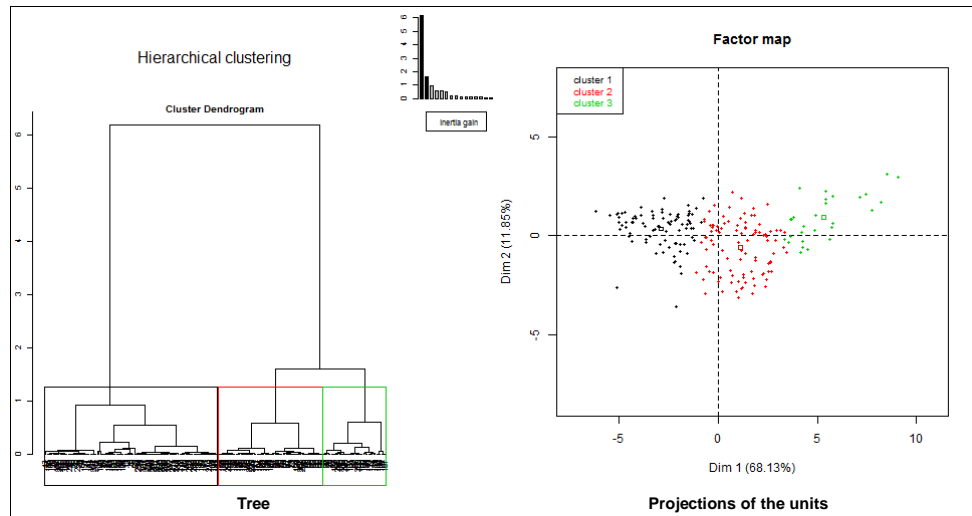 Hierarchical clustering
6
5
4
3
2
1
0
Inertia gain
Cluster Dendrogram
6
5
4
3
2
1
0
Tree
Factor map
cluster 1
cluster 2
cluster 3
Dim 2 (11.85%)
5
0
-5
-5
0
5
10
Dim 1 (68.13%)
Projections of the units